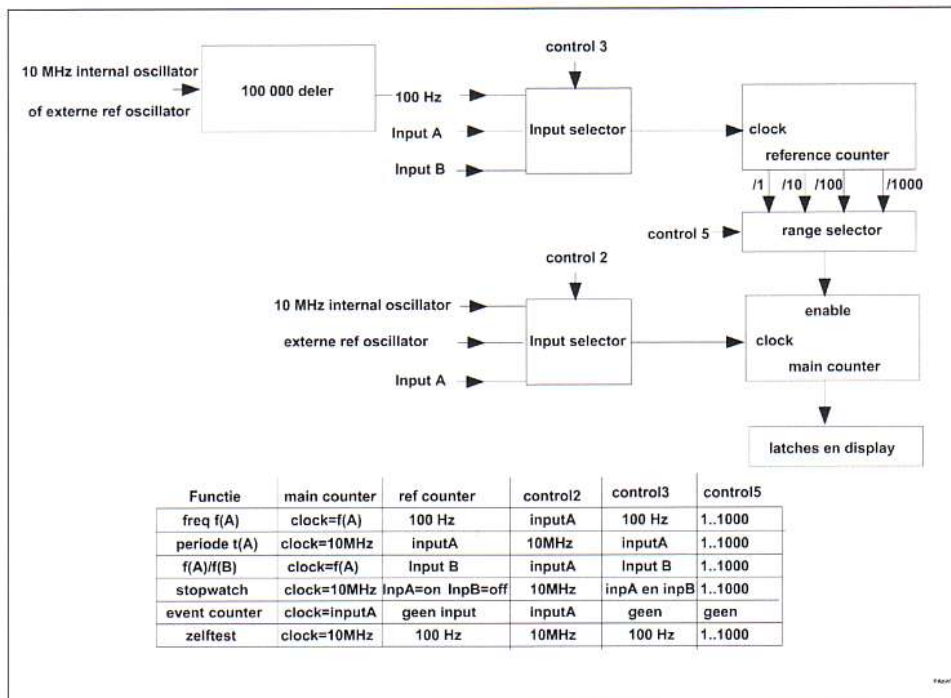 control 3
10 MHz internal oscillator
of externe ref oscillator
100 000 deler
100 Hz
Input A
Input B
Input selector
clock
reference counter
/1 /10 /100 /1000
control 5
range selector
control 2
10 MHz internal oscillator
externe ref oscillator
Input A
Input selector
enable
clock
main counter
latches en display
Functie main counter ref counter control2 control3 control5
freq f(A) clock=f(A) 100 Hz inputA 100 Hz 1..1000
periode t(A) clock=10MHz inputA 10MHz inputA 1..1000
f(A)/f(B) clock=f(A) Input B inputA Input B 1..1000
stopwatch clock=10MHz InpA=on InpB=off 10MHz inpA en inpB 1..1000
event counter clock=inputA geen input inputA geen geen
zelftest clock=10MHz 100 Hz 10MHz 100 Hz 1..1000